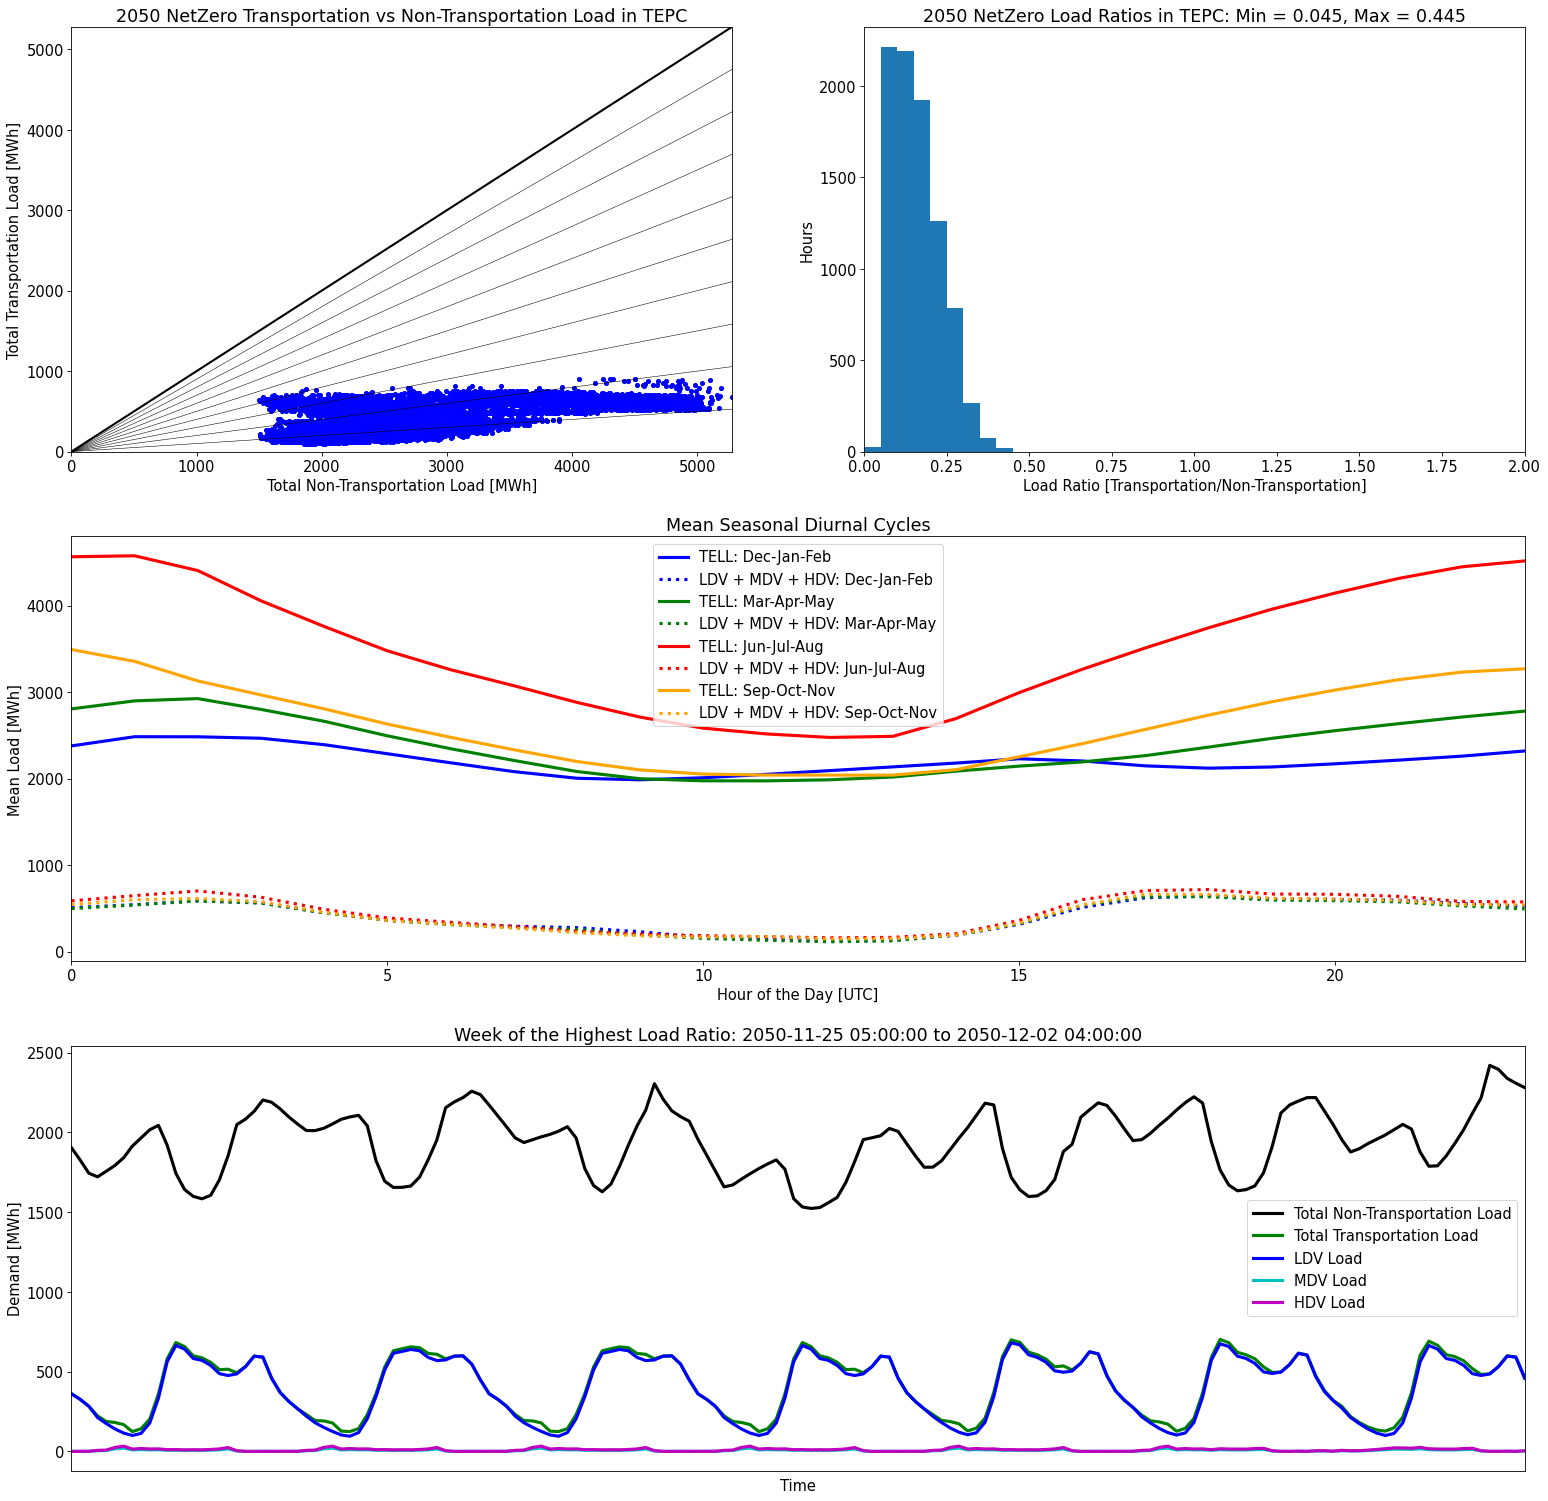 2050 NetZero Transportation vs Non-Transportation Load in TEPC
5000
4000
3000
2000
1000
0
Total Transportation Load [MWh]
0 1000 2000 3000 4000 5000
Total Non-Transportation Load [MWh]
2050 NetZero Load Ratios in TEPC: Min = 0.045, Max = 0.445
2000
1500
1000
500
0
Hours
0.00 0.25 0.50 0.75 1.00 1.25 1.50 1.75 2.00
Load Ratio [Transportation/Non-Transportation]
Mean Seasonal Diurnal Cycles
4000
3000
2000
1000
0
Mean Load [MWh]
TELL: Dec-Jan-Feb
LDV + MDV + HDV: Dec-Jan-Feb
TELL: Mar-Apr-May
LDV + MDV + HDV: Mar-Apr-May
TELL: Jun-Jul-Aug
LDV + MDV + HDV: Jun-Jul-Aug
TELL: Sep-Oct-Nov
LDV + MDV + HDV: Sep-Oct-Nov
0 5 10 15 20
Hour of the Day [UTC]
Week of the Highest Load Ratio: 2050-11-25 05:00:00 to 2050-12-02 04:00:00
2500
2000
1500
1000
500
0
Demand [MWh]
Total Non-Transportation Load
Total Transportation Load
LDV Load
MDV Load
HDV Load
Time